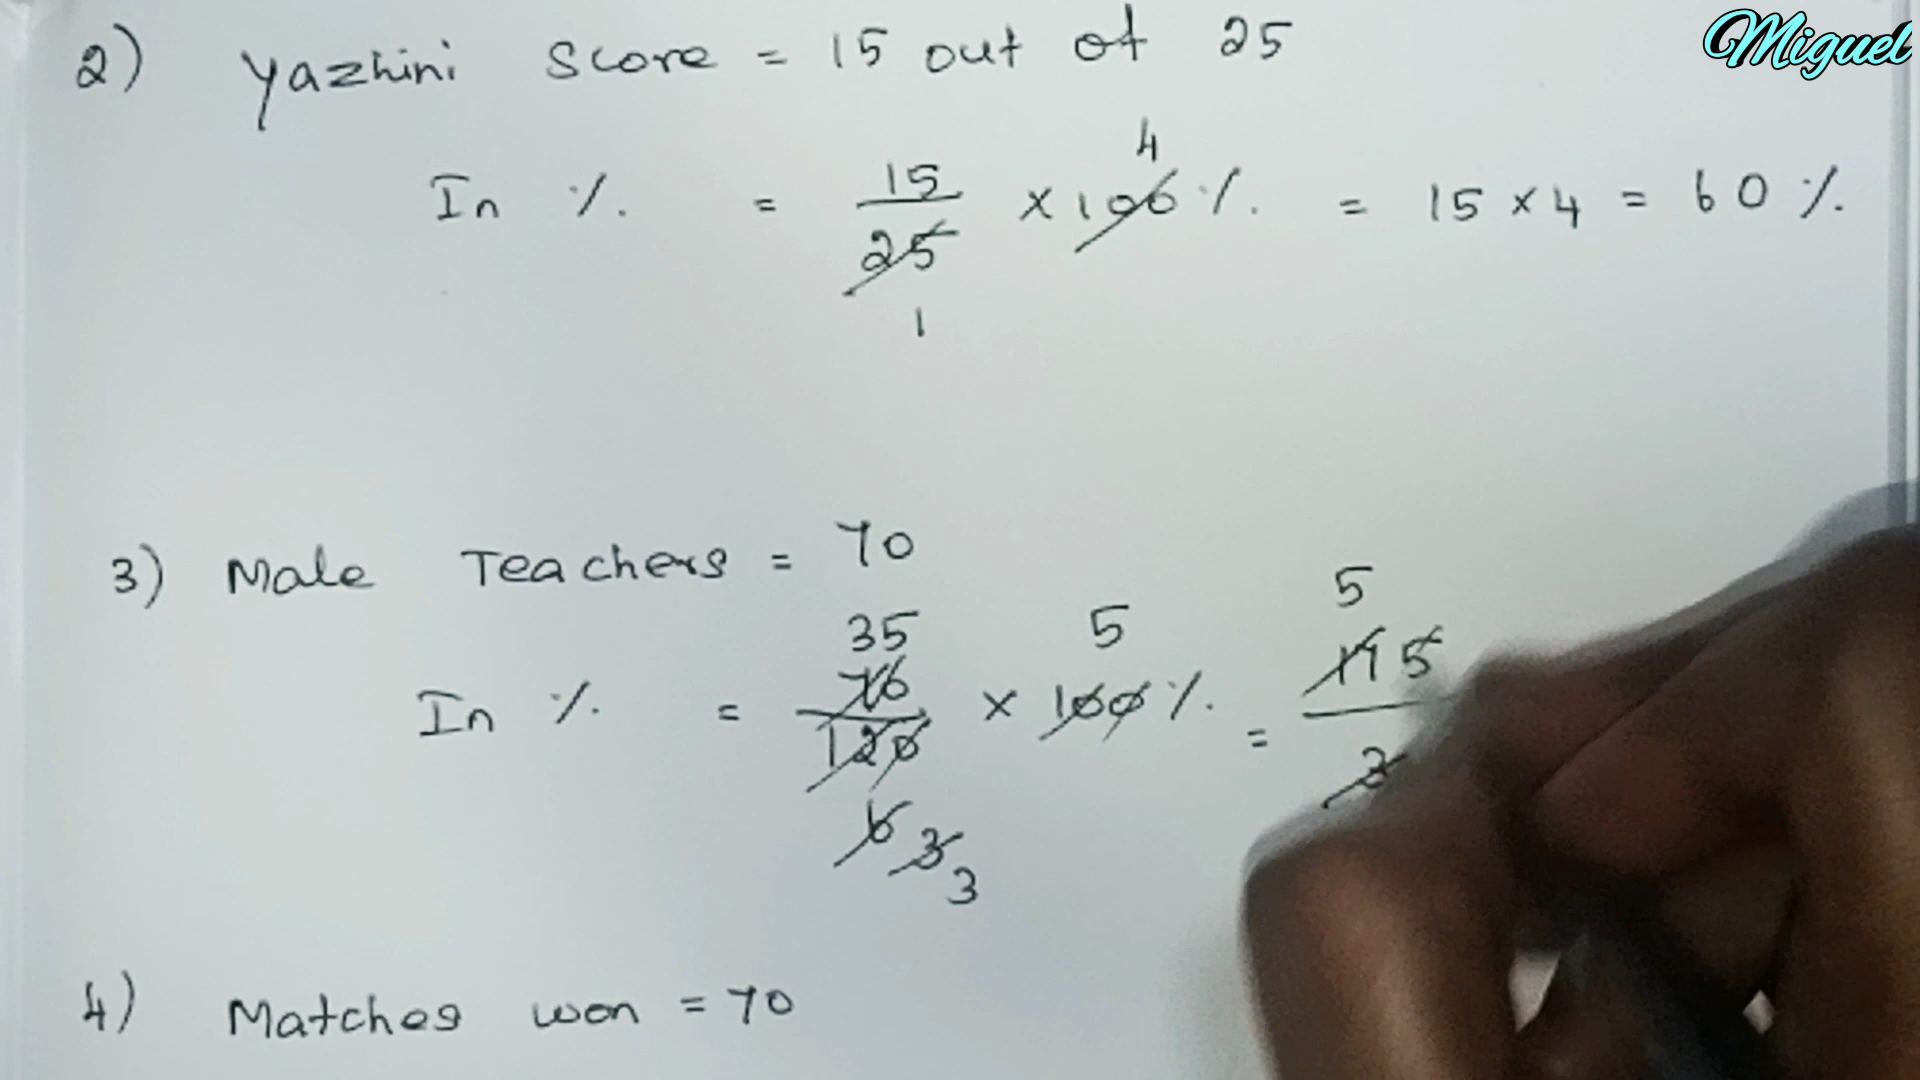 Miguel
2) Yazhini Score = 15 out of 25
4
In % = 15/25 × 100 % = 15 × 4 = 60 %
1
3) Male Teachers = 70
35 5 5
In % = 70/120 × 100 % = 175/3
6 3
3
4) Matches won = 70